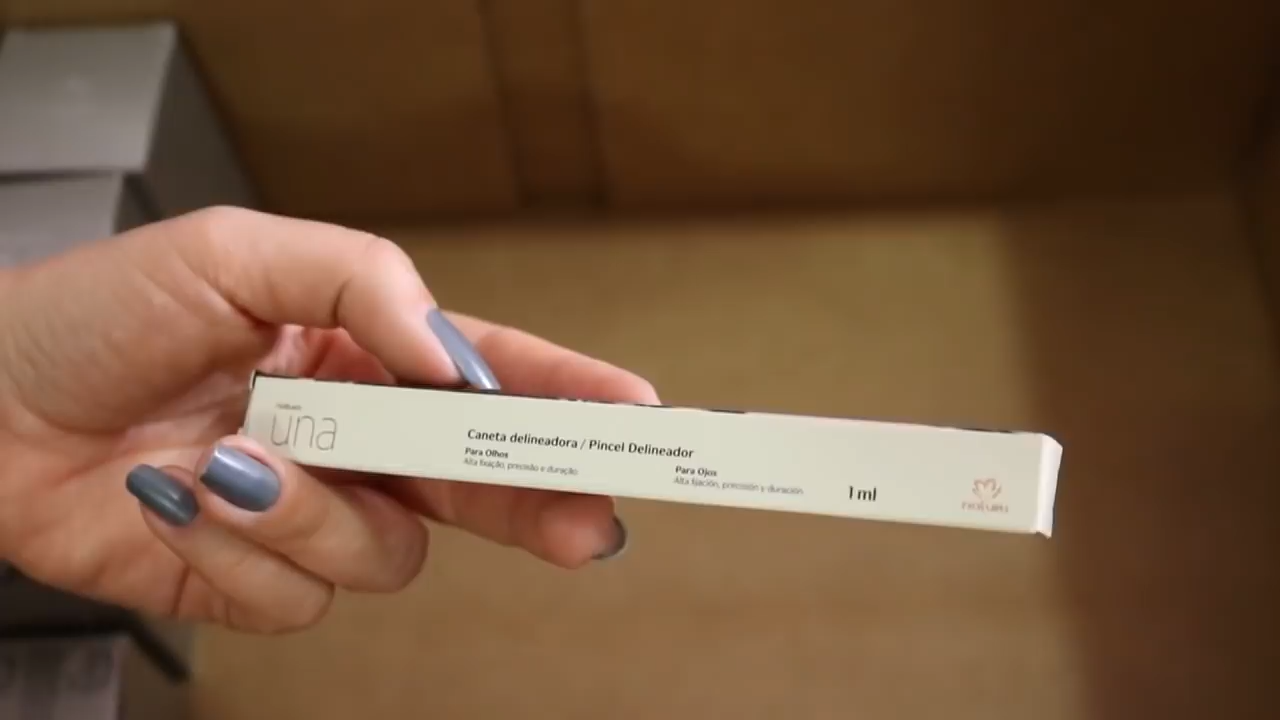 una
Caneta delineadora / Pincel Delineador
Para Olhos
Alta fixação, precisão e duração
Para Ojos
Alta fijación, precisión y duración
1 ml
natura